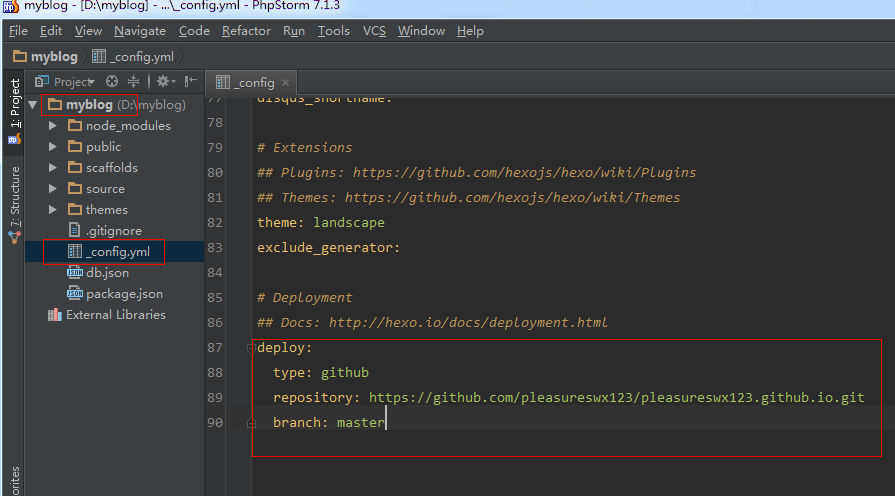 myblog - [D:\myblog] - ...\_config.yml - PhpStorm 7.1.3
File Edit View Navigate Code Refactor Run Tools VCS Window Help
myblog _config.yml
1: Project
Project
_config
myblog (D:\myblog)
node_modules
public
scaffolds
source
themes
.gitignore
_config.yml
db.json
package.json
External Libraries
7: Structure
77 disqus_shortname:
78
79 # Extensions
80 ## Plugins: https://github.com/hexojs/hexo/wiki/Plugins
81 ## Themes: https://github.com/hexojs/hexo/wiki/Themes
82 theme: landscape
83 exclude_generator:
84
85 # Deployment
86 ## Docs: http://hexo.io/docs/deployment.html
87 deploy:
88 type: github
89 repository: https://github.com/pleasureswx123/pleasureswx123.github.io.git
90 branch: master